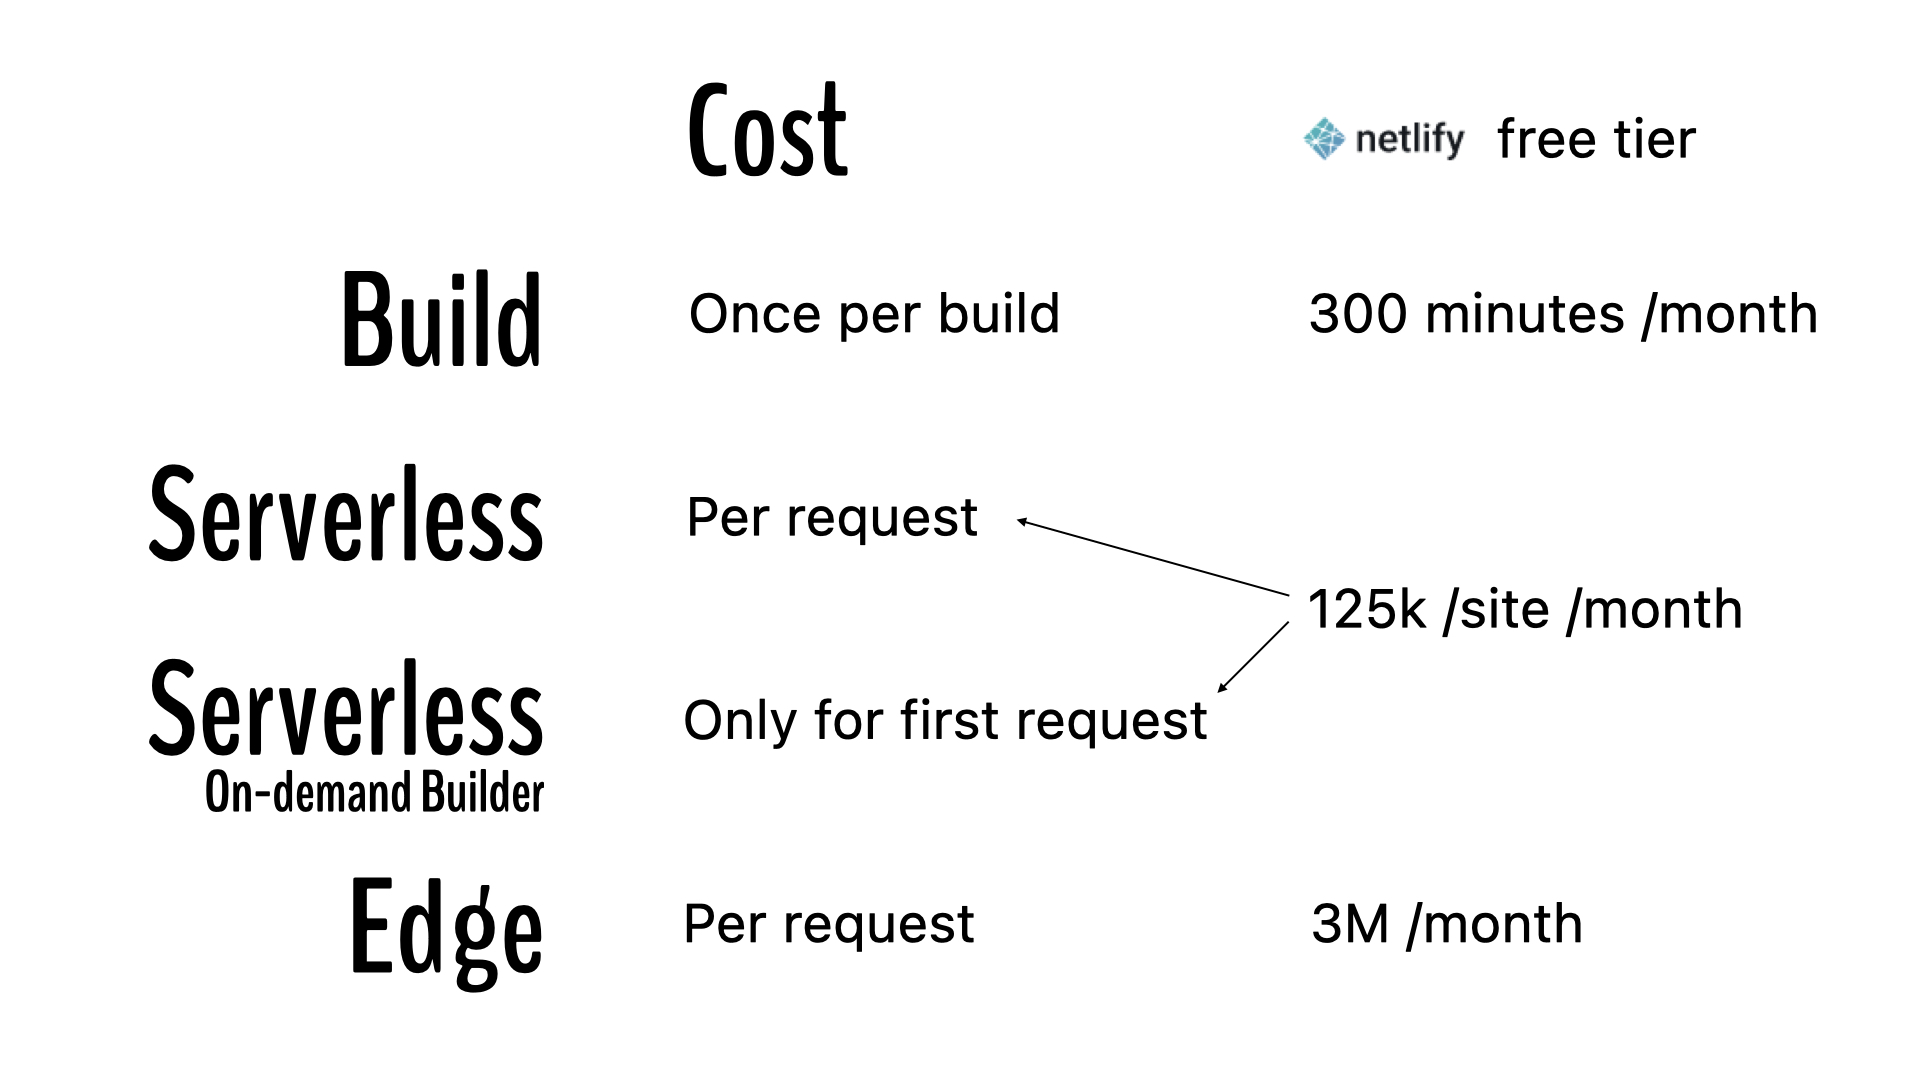 Cost
netlify free tier
Build
Once per build
300 minutes /month
Serverless
Per request
125k /site /month
Serverless
On-demand Builder
Only for first request
Edge
Per request
3M /month